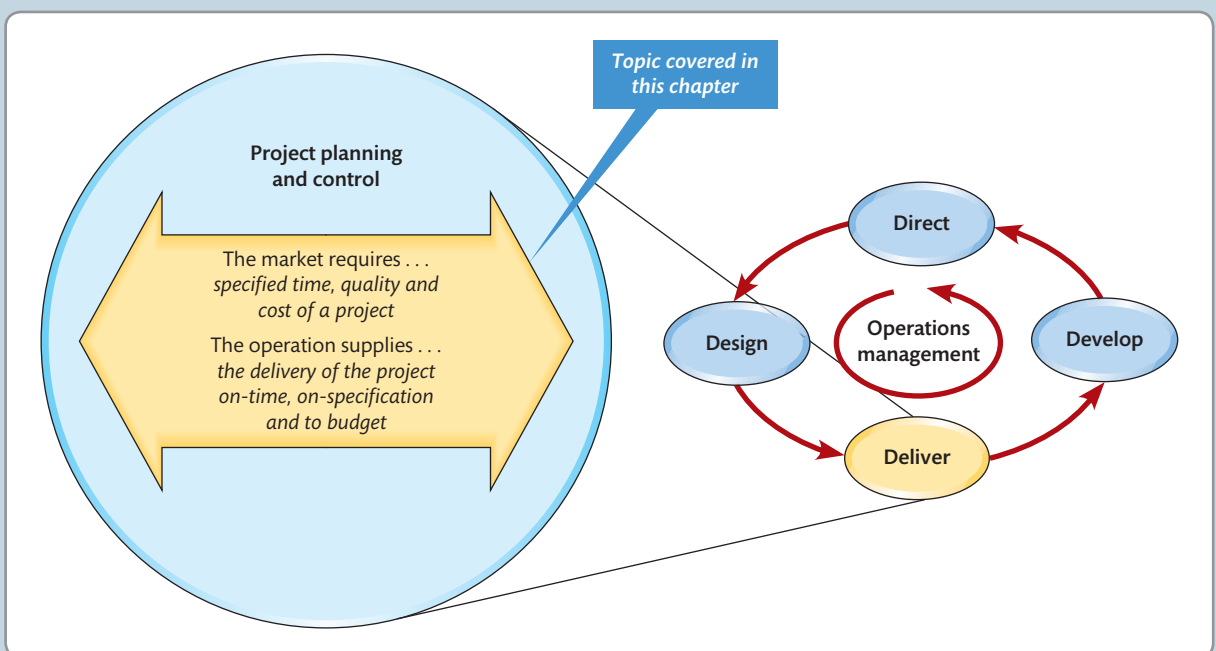 Topic covered in
this chapter
Project planning
and control
The market requires . . .
specified time, quality and
cost of a project
The operation supplies . . .
the delivery of the project
on-time, on-specification
and to budget
Direct
Design
Operations
management
Develop
Deliver